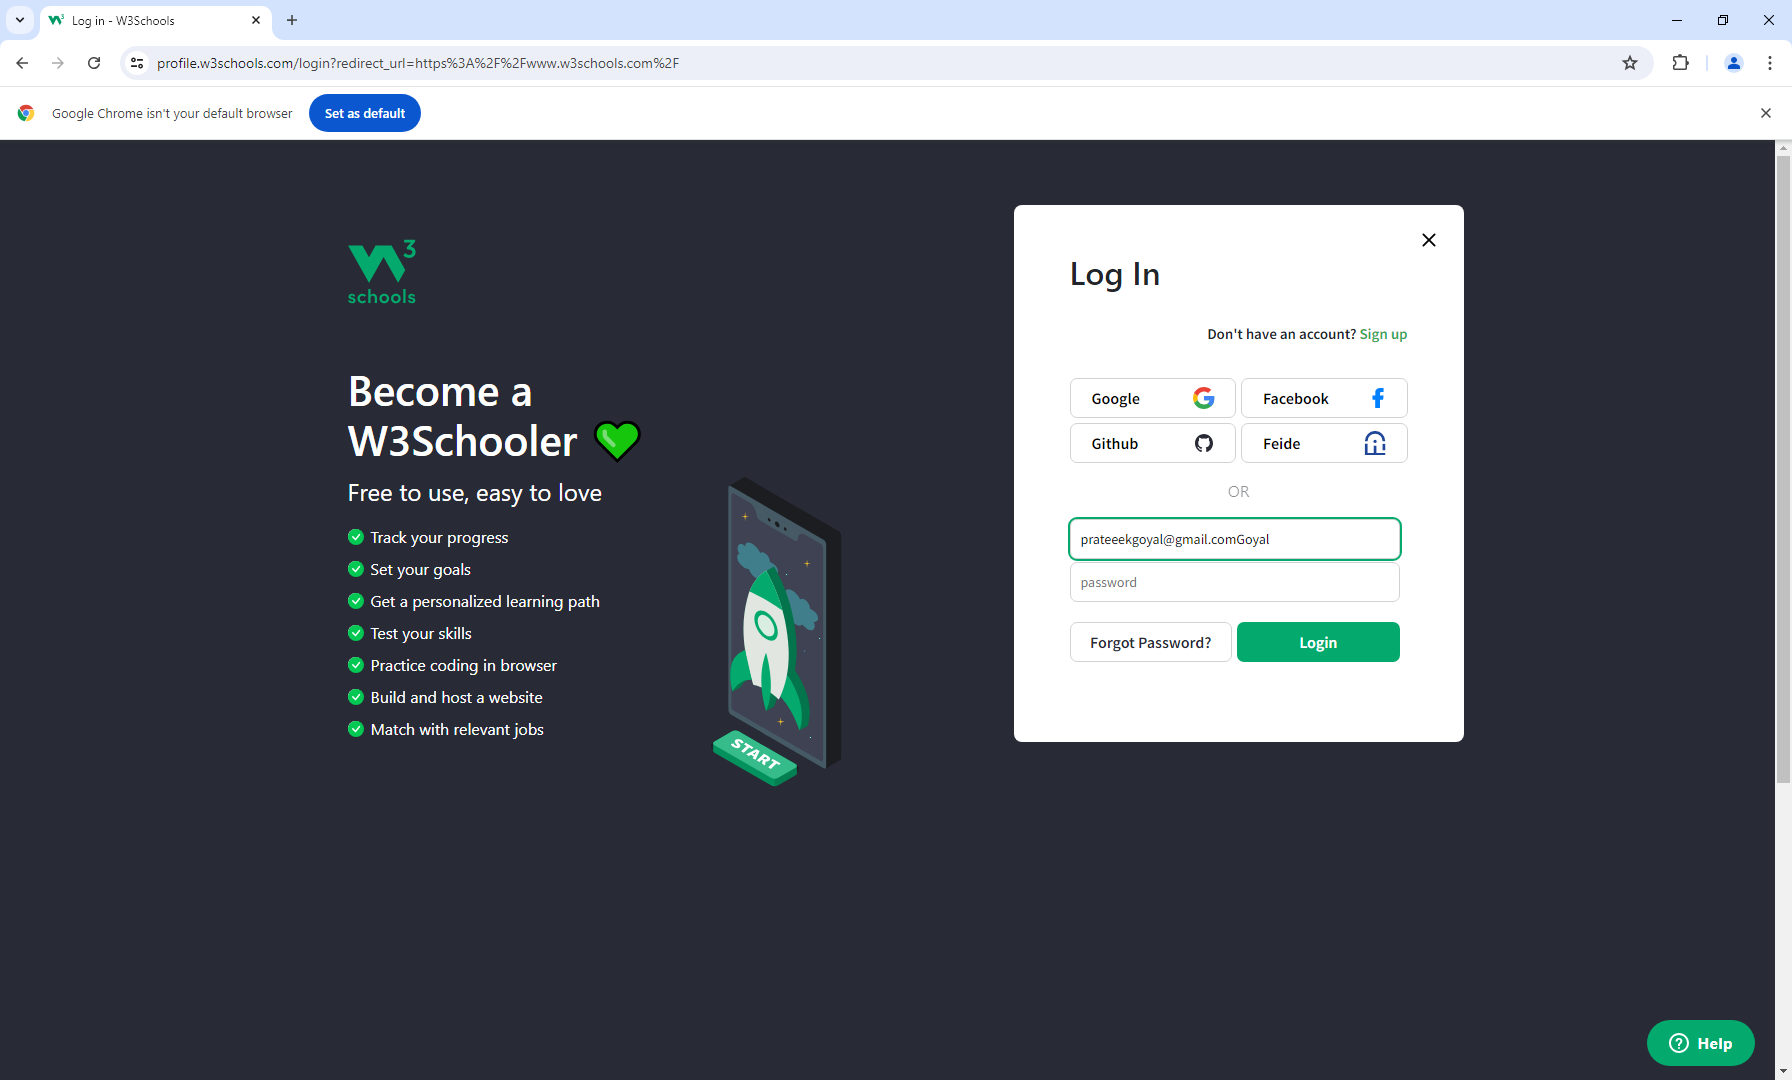 Log in - W3Schools
profile.w3schools.com/login?redirect_url=https%3A%2F%2Fwww.w3schools.com%2F
Google Chrome isn't your default browser
Set as default
W3
schools
Become a
W3Schooler
Free to use, easy to love
Track your progress
Set your goals
Get a personalized learning path
Test your skills
Practice coding in browser
Build and host a website
Match with relevant jobs
START
Log In
Don't have an account? Sign up
Google
Facebook
Github
Feide
OR
prateeekgoyal@gmail.comGoyal
password
Forgot Password?
Login
Help